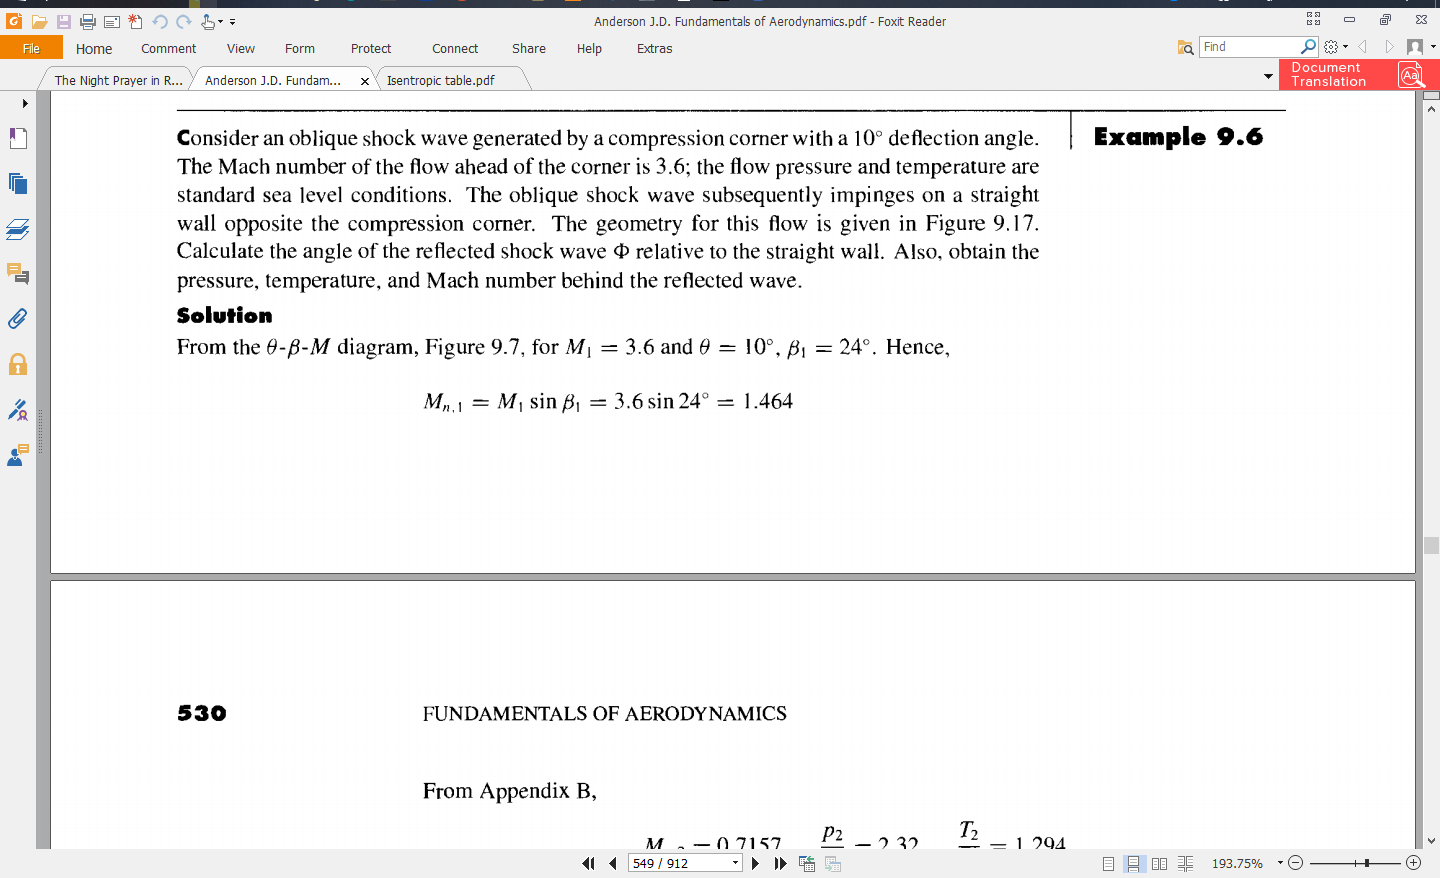 Anderson J.D. Fundamentals of Aerodynamics.pdf - Foxit Reader
File Home Comment View Form Protect Connect Share Help Extras
Find
The Night Prayer in R... Anderson J.D. Fundam... x Isentropic table.pdf
Document
Translation
Consider an oblique shock wave generated by a compression corner with a 10° deflection angle.
Example 9.6
The Mach number of the flow ahead of the corner is 3.6; the flow pressure and temperature are
standard sea level conditions. The oblique shock wave subsequently impinges on a straight
wall opposite the compression corner. The geometry for this flow is given in Figure 9.17.
Calculate the angle of the reflected shock wave Φ relative to the straight wall. Also, obtain the
pressure, temperature, and Mach number behind the reflected wave.
Solution
From the θ-β-M diagram, Figure 9.7, for M₁ = 3.6 and θ = 10°, β₁ = 24°. Hence,
Mₙ,₁ = M₁ sin β₁ = 3.6 sin 24° = 1.464
530 FUNDAMENTALS OF AERODYNAMICS
From Appendix B,
p₂ T₂
= 0.7157 = 2.32 = 1.294
549 / 912
193.75%